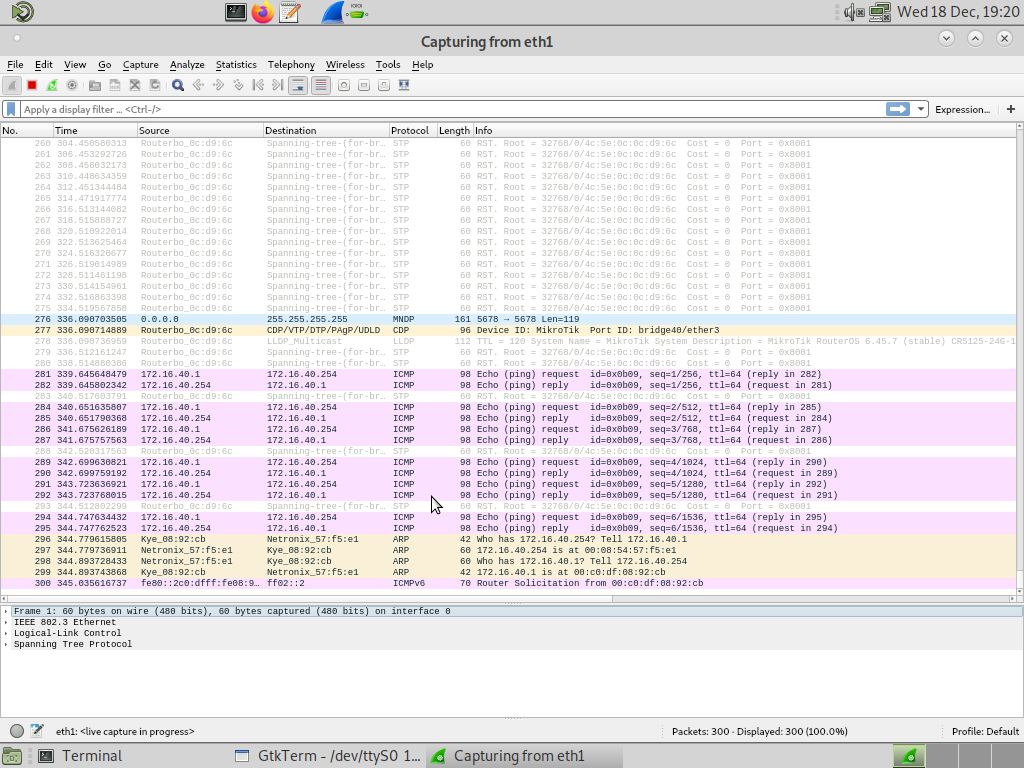 Wed 18 Dec, 19:20
Capturing from eth1
File Edit View Go Capture Analyze Statistics Telephony Wireless Tools Help
Apply a display filter ... <Ctrl-/> Expression... +
No. Time Source Destination Protocol Length Info
260 304.450580313 Routerbo_0c:d9:6c Spanning-tree-(for-br… STP 60 RST. Root = 32768/0/4c:5e:0c:0c:d9:6c Cost = 0 Port = 0x8001
261 306.453292726 Routerbo_0c:d9:6c Spanning-tree-(for-br… STP 60 RST. Root = 32768/0/4c:5e:0c:0c:d9:6c Cost = 0 Port = 0x8001
262 308.456032173 Routerbo_0c:d9:6c Spanning-tree-(for-br… STP 60 RST. Root = 32768/0/4c:5e:0c:0c:d9:6c Cost = 0 Port = 0x8001
263 310.448634359 Routerbo_0c:d9:6c Spanning-tree-(for-br… STP 60 RST. Root = 32768/0/4c:5e:0c:0c:d9:6c Cost = 0 Port = 0x8001
264 312.451344484 Routerbo_0c:d9:6c Spanning-tree-(for-br… STP 60 RST. Root = 32768/0/4c:5e:0c:0c:d9:6c Cost = 0 Port = 0x8001
265 314.471917774 Routerbo_0c:d9:6c Spanning-tree-(for-br… STP 60 RST. Root = 32768/0/4c:5e:0c:0c:d9:6c Cost = 0 Port = 0x8001
266 316.513144082 Routerbo_0c:d9:6c Spanning-tree-(for-br… STP 60 RST. Root = 32768/0/4c:5e:0c:0c:d9:6c Cost = 0 Port = 0x8001
267 318.515888727 Routerbo_0c:d9:6c Spanning-tree-(for-br… STP 60 RST. Root = 32768/0/4c:5e:0c:0c:d9:6c Cost = 0 Port = 0x8001
268 320.510922014 Routerbo_0c:d9:6c Spanning-tree-(for-br… STP 60 RST. Root = 32768/0/4c:5e:0c:0c:d9:6c Cost = 0 Port = 0x8001
269 322.513625464 Routerbo_0c:d9:6c Spanning-tree-(for-br… STP 60 RST. Root = 32768/0/4c:5e:0c:0c:d9:6c Cost = 0 Port = 0x8001
270 324.516320677 Routerbo_0c:d9:6c Spanning-tree-(for-br… STP 60 RST. Root = 32768/0/4c:5e:0c:0c:d9:6c Cost = 0 Port = 0x8001
271 326.519014989 Routerbo_0c:d9:6c Spanning-tree-(for-br… STP 60 RST. Root = 32768/0/4c:5e:0c:0c:d9:6c Cost = 0 Port = 0x8001
272 328.511461198 Routerbo_0c:d9:6c Spanning-tree-(for-br… STP 60 RST. Root = 32768/0/4c:5e:0c:0c:d9:6c Cost = 0 Port = 0x8001
273 330.514154961 Routerbo_0c:d9:6c Spanning-tree-(for-br… STP 60 RST. Root = 32768/0/4c:5e:0c:0c:d9:6c Cost = 0 Port = 0x8001
274 332.516863398 Routerbo_0c:d9:6c Spanning-tree-(for-br… STP 60 RST. Root = 32768/0/4c:5e:0c:0c:d9:6c Cost = 0 Port = 0x8001
275 334.519567858 Routerbo_0c:d9:6c Spanning-tree-(for-br… STP 60 RST. Root = 32768/0/4c:5e:0c:0c:d9:6c Cost = 0 Port = 0x8001
276 336.090703505 0.0.0.0 255.255.255.255 MNDP 161 5678 → 5678 Len=119
277 336.090714889 Routerbo_0c:d9:6c CDP/VTP/DTP/PAgP/UDLD CDP 96 Device ID: MikroTik Port ID: bridge40/ether3
278 336.090736959 Routerbo_0c:d9:6c LLDP_Multicast LLDP 112 TTL = 120 System Name = MikroTik System Description = MikroTik RouterOS 6.45.7 (stable) CRS125-24G-1
279 336.512261247 Routerbo_0c:d9:6c Spanning-tree-(for-br… STP 60 RST. Root = 32768/0/4c:5e:0c:0c:d9:6c Cost = 0 Port = 0x8001
280 338.514880386 Routerbo_0c:d9:6c Spanning-tree-(for-br… STP 60 RST. Root = 32768/0/4c:5e:0c:0c:d9:6c Cost = 0 Port = 0x8001
281 339.645648479 172.16.40.1 172.16.40.254 ICMP 98 Echo (ping) request id=0x0b09, seq=1/256, ttl=64 (reply in 282)
282 339.645802342 172.16.40.254 172.16.40.1 ICMP 98 Echo (ping) reply id=0x0b09, seq=1/256, ttl=64 (request in 281)
283 340.517603791 Routerbo_0c:d9:6c Spanning-tree-(for-br… STP 60 RST. Root = 32768/0/4c:5e:0c:0c:d9:6c Cost = 0 Port = 0x8001
284 340.651635807 172.16.40.1 172.16.40.254 ICMP 98 Echo (ping) request id=0x0b09, seq=2/512, ttl=64 (reply in 285)
285 340.651790368 172.16.40.254 172.16.40.1 ICMP 98 Echo (ping) reply id=0x0b09, seq=2/512, ttl=64 (request in 284)
286 341.675626189 172.16.40.1 172.16.40.254 ICMP 98 Echo (ping) request id=0x0b09, seq=3/768, ttl=64 (reply in 287)
287 341.675757563 172.16.40.254 172.16.40.1 ICMP 98 Echo (ping) reply id=0x0b09, seq=3/768, ttl=64 (request in 286)
288 342.520317563 Routerbo_0c:d9:6c Spanning-tree-(for-br… STP 60 RST. Root = 32768/0/4c:5e:0c:0c:d9:6c Cost = 0 Port = 0x8001
289 342.699630821 172.16.40.1 172.16.40.254 ICMP 98 Echo (ping) request id=0x0b09, seq=4/1024, ttl=64 (reply in 290)
290 342.699759192 172.16.40.254 172.16.40.1 ICMP 98 Echo (ping) reply id=0x0b09, seq=4/1024, ttl=64 (request in 289)
291 343.723636921 172.16.40.1 172.16.40.254 ICMP 98 Echo (ping) request id=0x0b09, seq=5/1280, ttl=64 (reply in 292)
292 343.723768015 172.16.40.254 172.16.40.1 ICMP 98 Echo (ping) reply id=0x0b09, seq=5/1280, ttl=64 (request in 291)
293 344.512802299 Routerbo_0c:d9:6c Spanning-tree-(for-br… STP 60 RST. Root = 32768/0/4c:5e:0c:0c:d9:6c Cost = 0 Port = 0x8001
294 344.747634432 172.16.40.1 172.16.40.254 ICMP 98 Echo (ping) request id=0x0b09, seq=6/1536, ttl=64 (reply in 295)
295 344.747762523 172.16.40.254 172.16.40.1 ICMP 98 Echo (ping) reply id=0x0b09, seq=6/1536, ttl=64 (request in 294)
296 344.779615805 Kye_08:92:cb Netronix_57:f5:e1 ARP 42 Who has 172.16.40.254? Tell 172.16.40.1
297 344.779736911 Netronix_57:f5:e1 Kye_08:92:cb ARP 60 172.16.40.254 is at 00:08:54:57:f5:e1
298 344.893728433 Netronix_57:f5:e1 Kye_08:92:cb ARP 60 Who has 172.16.40.1? Tell 172.16.40.254
299 344.893743868 Kye_08:92:cb Netronix_57:f5:e1 ARP 42 172.16.40.1 is at 00:c0:df:08:92:cb
300 345.035616737 fe80::2c0:dfff:fe08:9… ff02::2 ICMPv6 70 Router Solicitation from 00:c0:df:08:92:cb
Frame 1: 60 bytes on wire (480 bits), 60 bytes captured (480 bits) on interface 0
IEEE 802.3 Ethernet
Logical-Link Control
Spanning Tree Protocol
eth1: <live capture in progress> Packets: 300 · Displayed: 300 (100.0%) Profile: Default
Terminal GtkTerm - /dev/ttyS0 1... Capturing from eth1